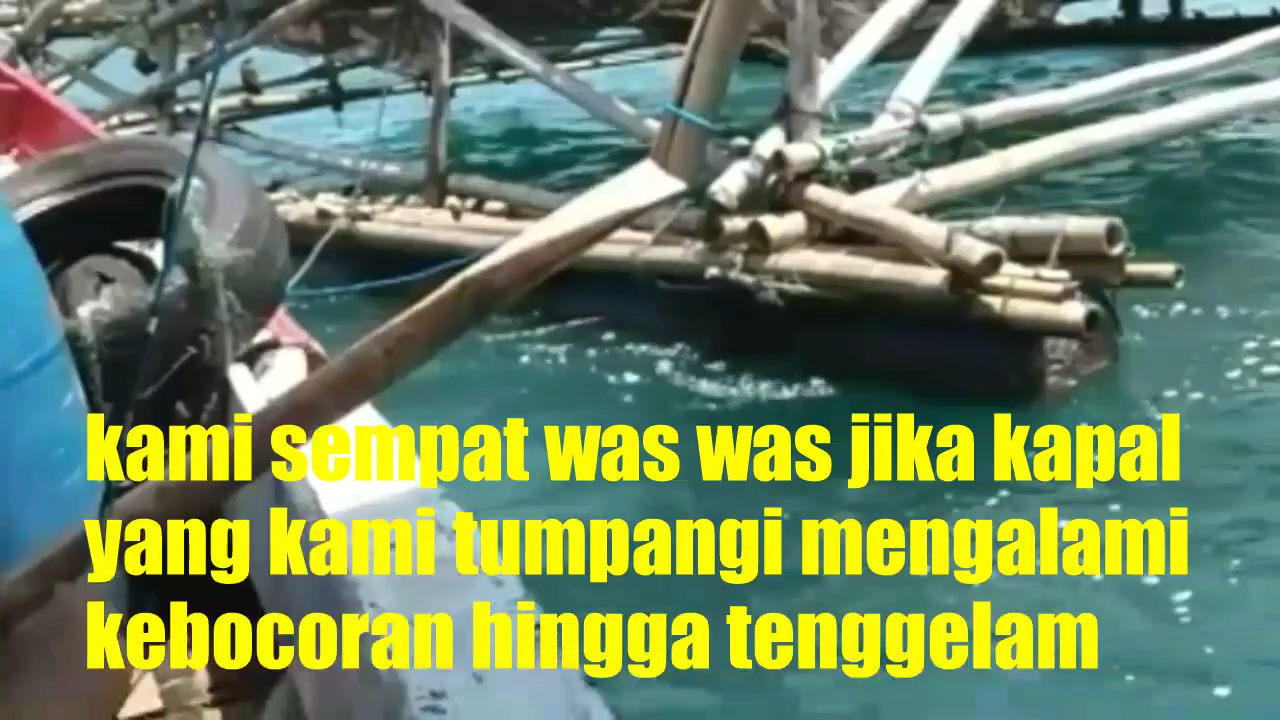 kami sempat was was jika kapal
yang kami tumpangi mengalami
kebocoran hingga tenggelam